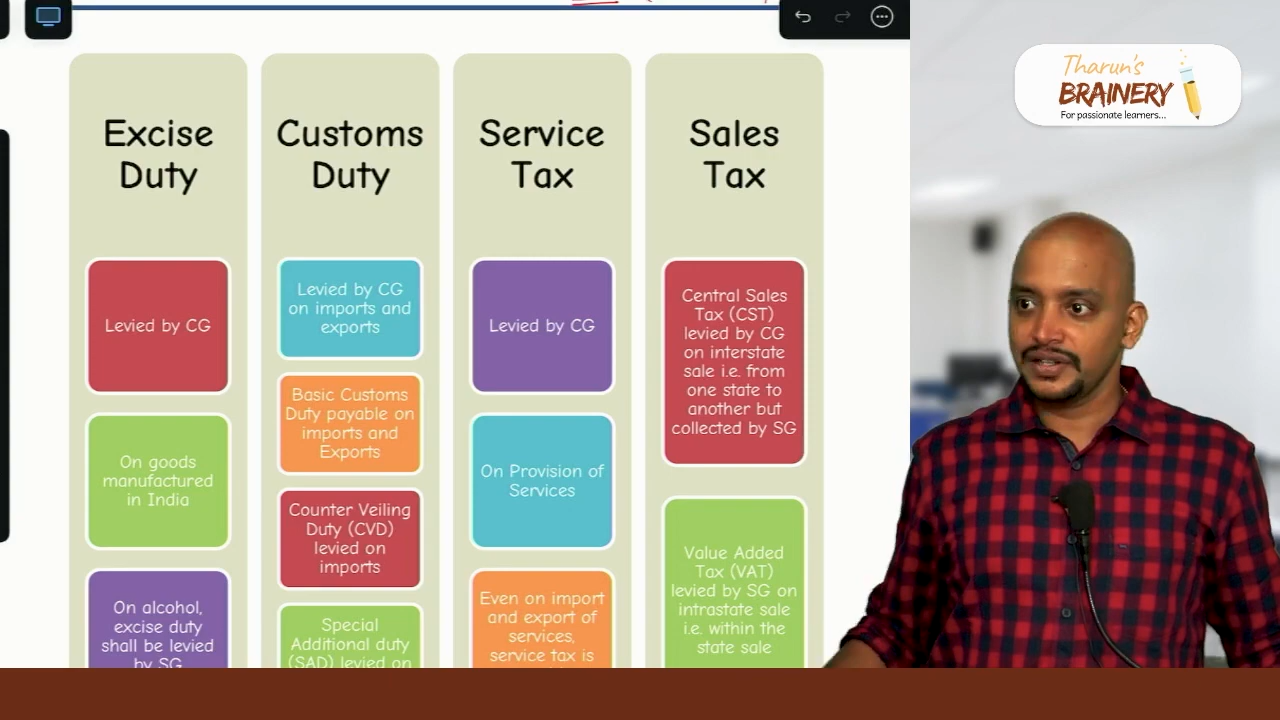 Excise
Duty
Levied by CG
On goods
manufactured
in India
On alcohol,
excise duty
shall be levied
by SG
Customs
Duty
Levied by CG
on imports and
exports
Basic Customs
Duty payable on
imports and
Exports
Counter Veiling
Duty (CVD)
levied on
imports
Special
Additional duty
(SAD) levied on
Service
Tax
Levied by CG
On Provision of
Services
Even on import
and export of
services,
service tax is
Sales
Tax
Central Sales
Tax (CST)
levied by CG
on interstate
sale i.e. from
one state to
another but
collected by SG
Value Added
Tax (VAT)
levied by SG on
intrastate sale
i.e. within the
state sale
Tharun's
BRAINERY
For passionate learners...